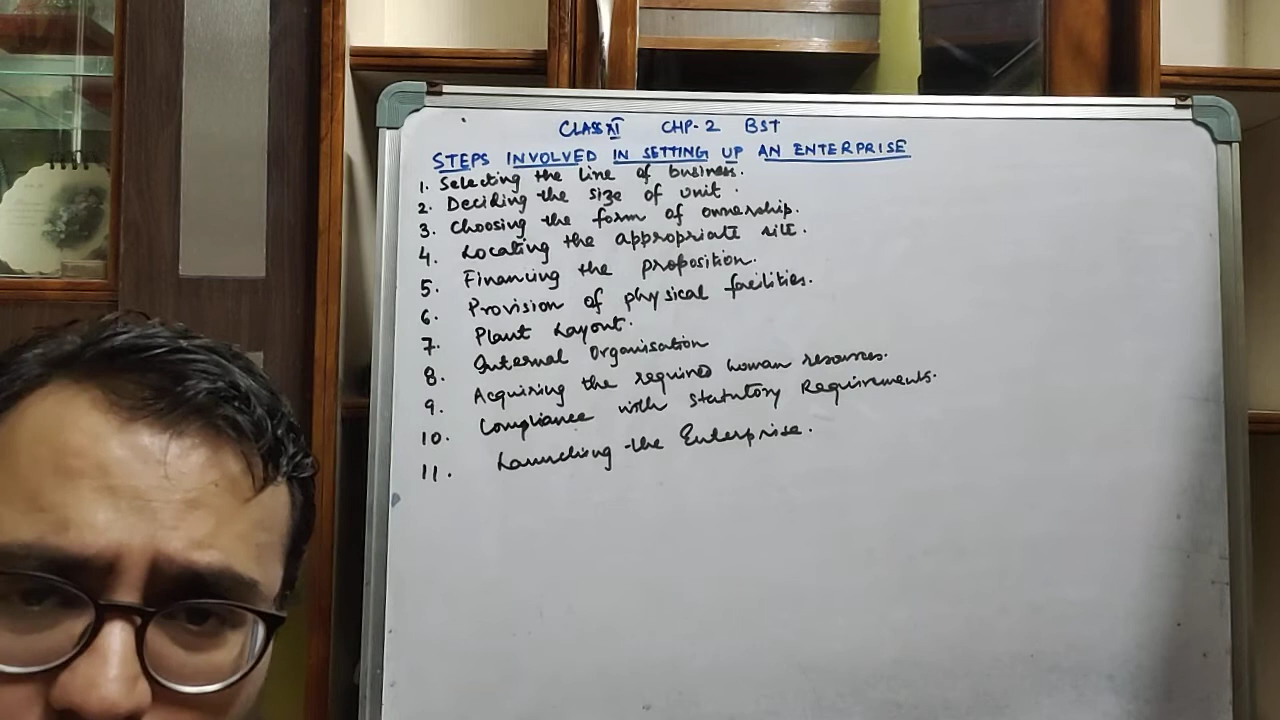 CLASS XI CHP-2 BST
STEPS INVOLVED IN SETTING UP AN ENTERPRISE
1. Selecting the line of business.
2. Deciding the size of unit.
3. Choosing the form of ownership.
4. Locating the appropriate site.
5. Financing the proposition.
6. Provision of physical facilities.
7. Plant Layout.
8. Internal Organisation
9. Acquiring the required human resources.
10. Compliance with statutory Requirements.
11. Launching the Enterprise.